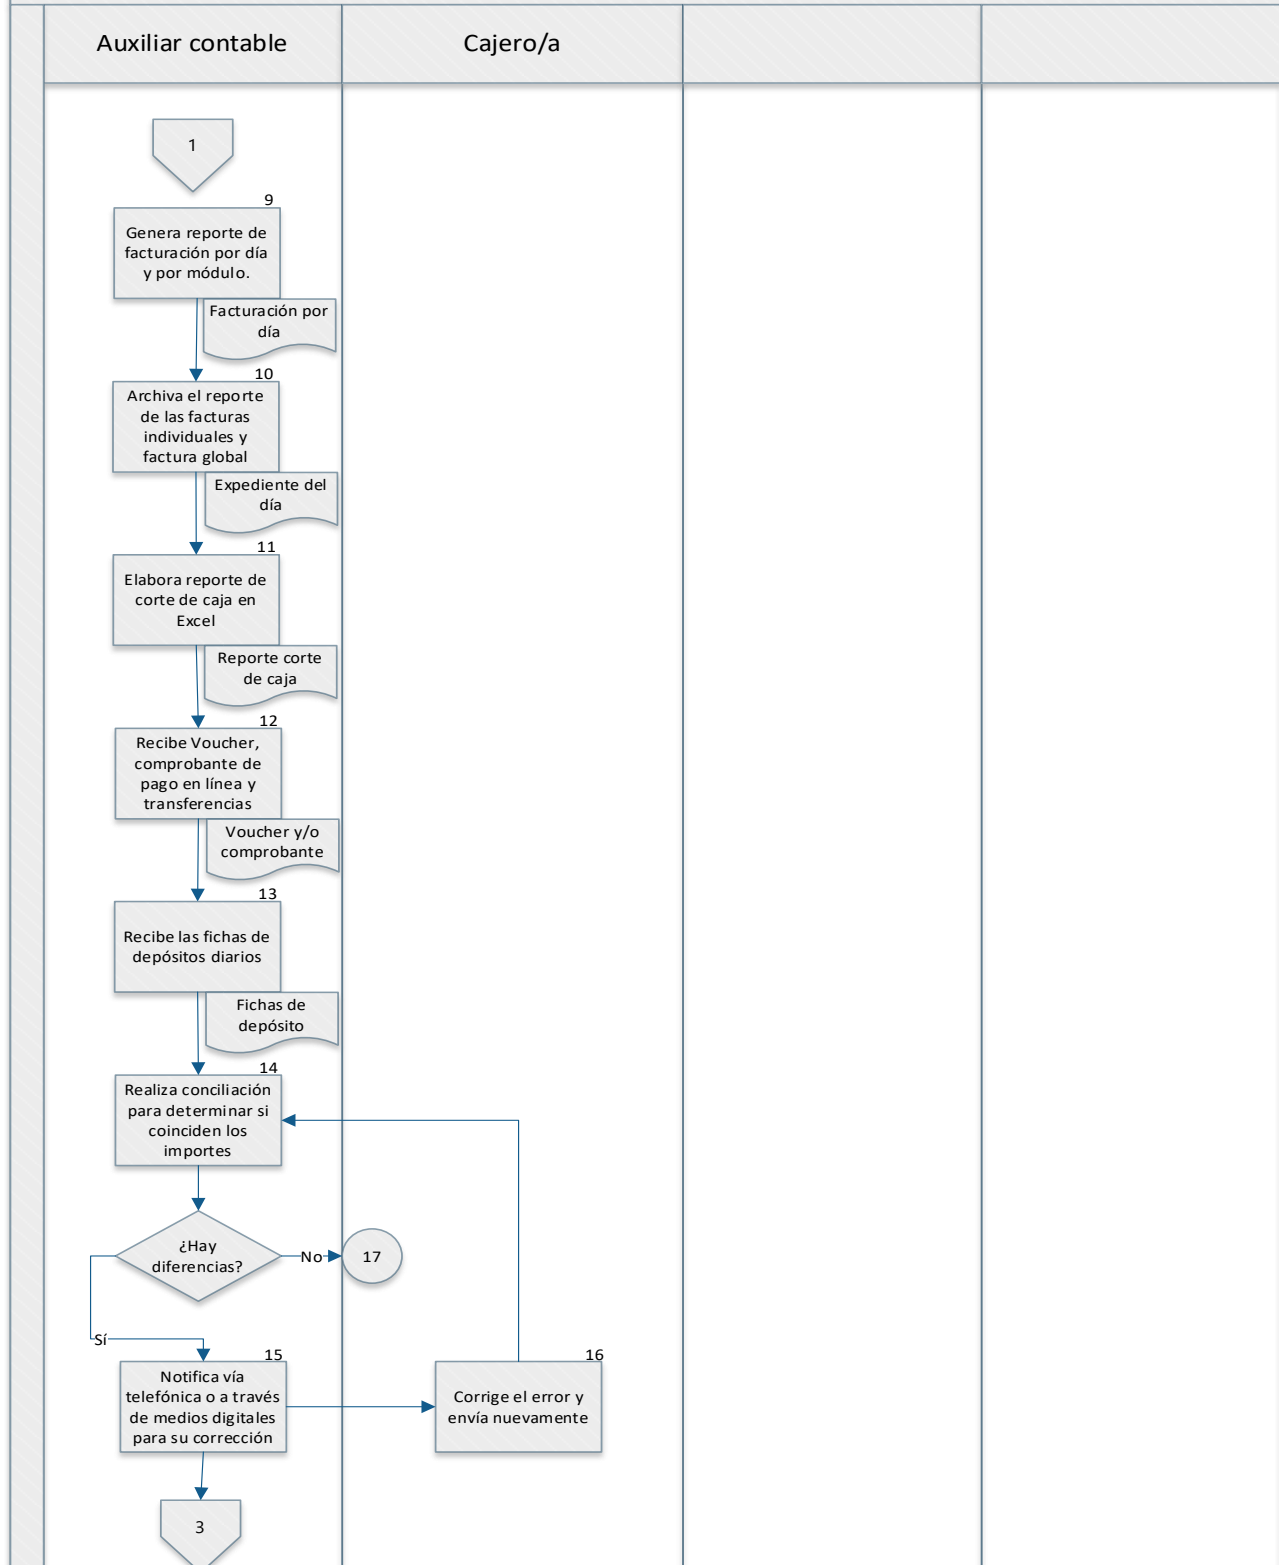 Auxiliar contable
Cajero/a
1
9
Genera reporte de
facturación por día
y por módulo.
Facturación por
día
10
Archiva el reporte
de las facturas
individuales y
factura global
Expediente del
día
11
Elabora reporte de
corte de caja en
Excel
Reporte corte
de caja
12
Recibe Voucher,
comprobante de
pago en línea y
transferencias
Voucher y/o
comprobante
13
Recibe las fichas de
depósitos diarios
Fichas de
depósito
14
Realiza conciliación
para determinar si
coinciden los
importes
¿Hay
diferencias?
No
17
Sí
15
Notifica vía
telefónica o a través
de medios digitales
para su corrección
16
Corrige el error y
envía nuevamente
3